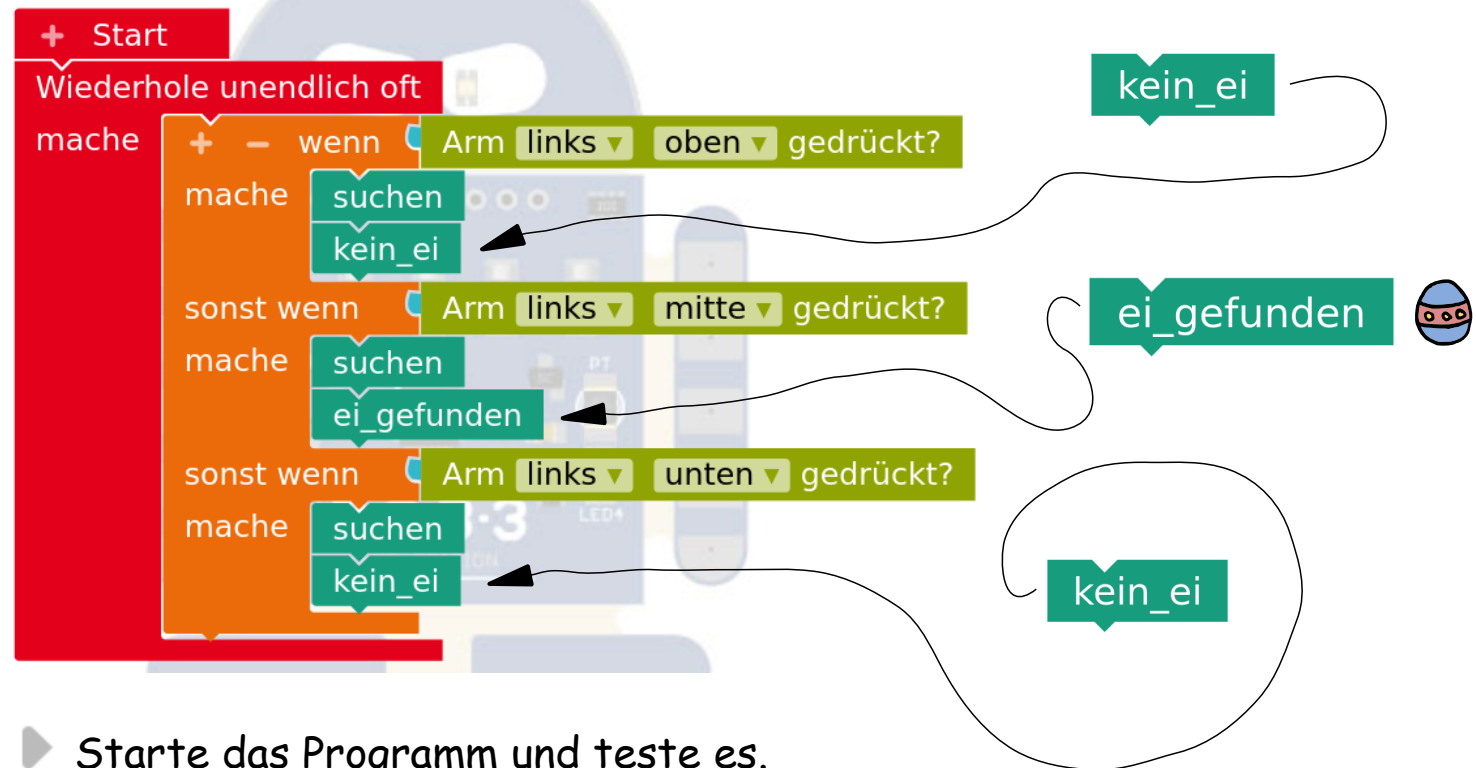 + Start
Wiederhole unendlich oft
kein_ei
mache + − wenn Arm links ▾ oben ▾ gedrückt?
mache suchen
kein_ei
sonst wenn Arm links ▾ mitte ▾ gedrückt?
ei_gefunden
mache suchen
ei_gefunden
sonst wenn Arm links ▾ unten ▾ gedrückt?
LED4
mache suchen
kein_ei
kein_ei
Starte das Programm und teste es.